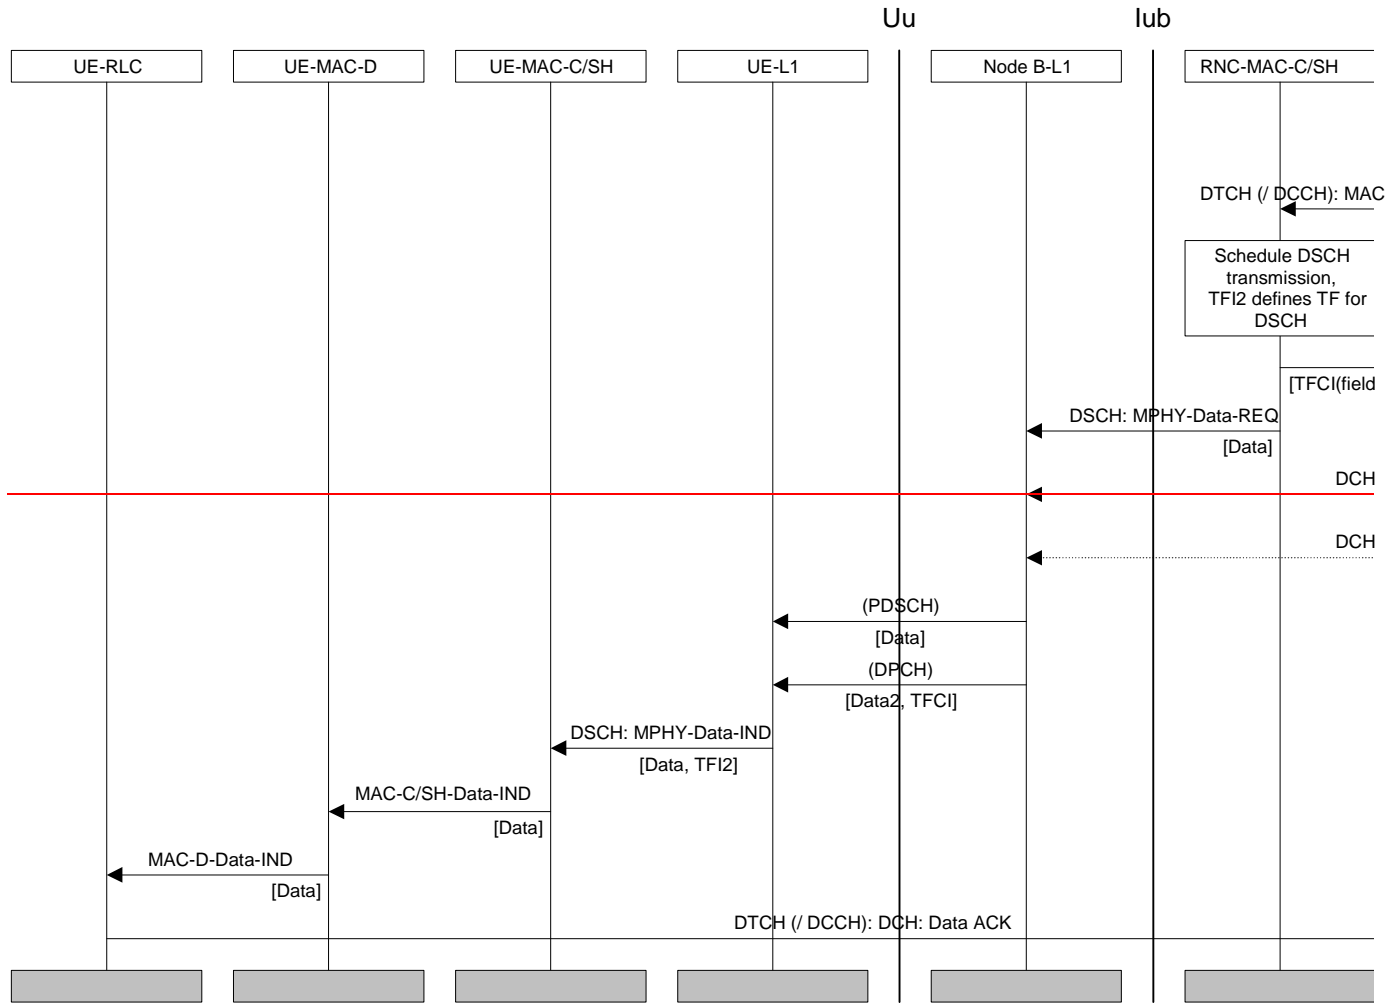 Uu
Iub
UE-RLC
UE-MAC-D
UE-MAC-C/SH
UE-L1
Node B-L1
RNC-MAC-C/SH
DTCH (/ DCCH): MAC
Schedule DSCH
transmission,
TFI2 defines TF for
DSCH
[TFCI(field
DSCH: MPHY-Data-REQ
[Data]
DCH
DCH
(PDSCH)
[Data]
(DPCH)
[Data2, TFCI]
DSCH: MPHY-Data-IND
[Data, TFI2]
MAC-C/SH-Data-IND
[Data]
MAC-D-Data-IND
[Data]
DTCH (/ DCCH): DCH: Data ACK